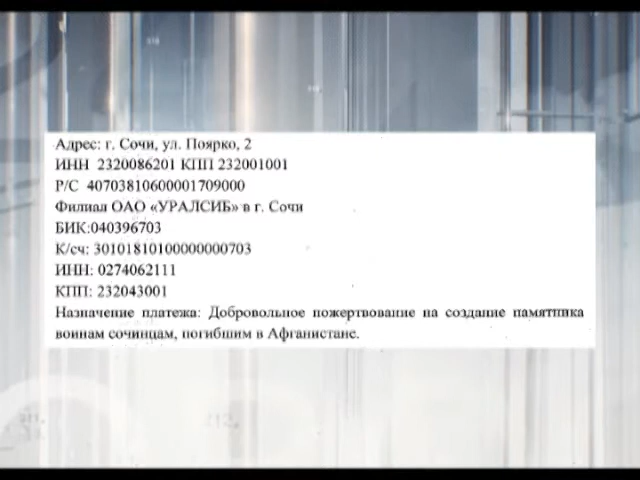 Адрес: г. Сочи, ул. Поярко, 2
ИНН 2320086201 КПП 232001001
Р/С 40703810600001709000
Филиал ОАО «УРАЛСИБ» в г. Сочи
БИК:040396703
К/сч: 30101810100000000703
ИНН: 0274062111
КПП: 232043001
Назначение платежа: Добровольное пожертвование на создание памятника
воинам сочинцам, погибшим в Афганистане.